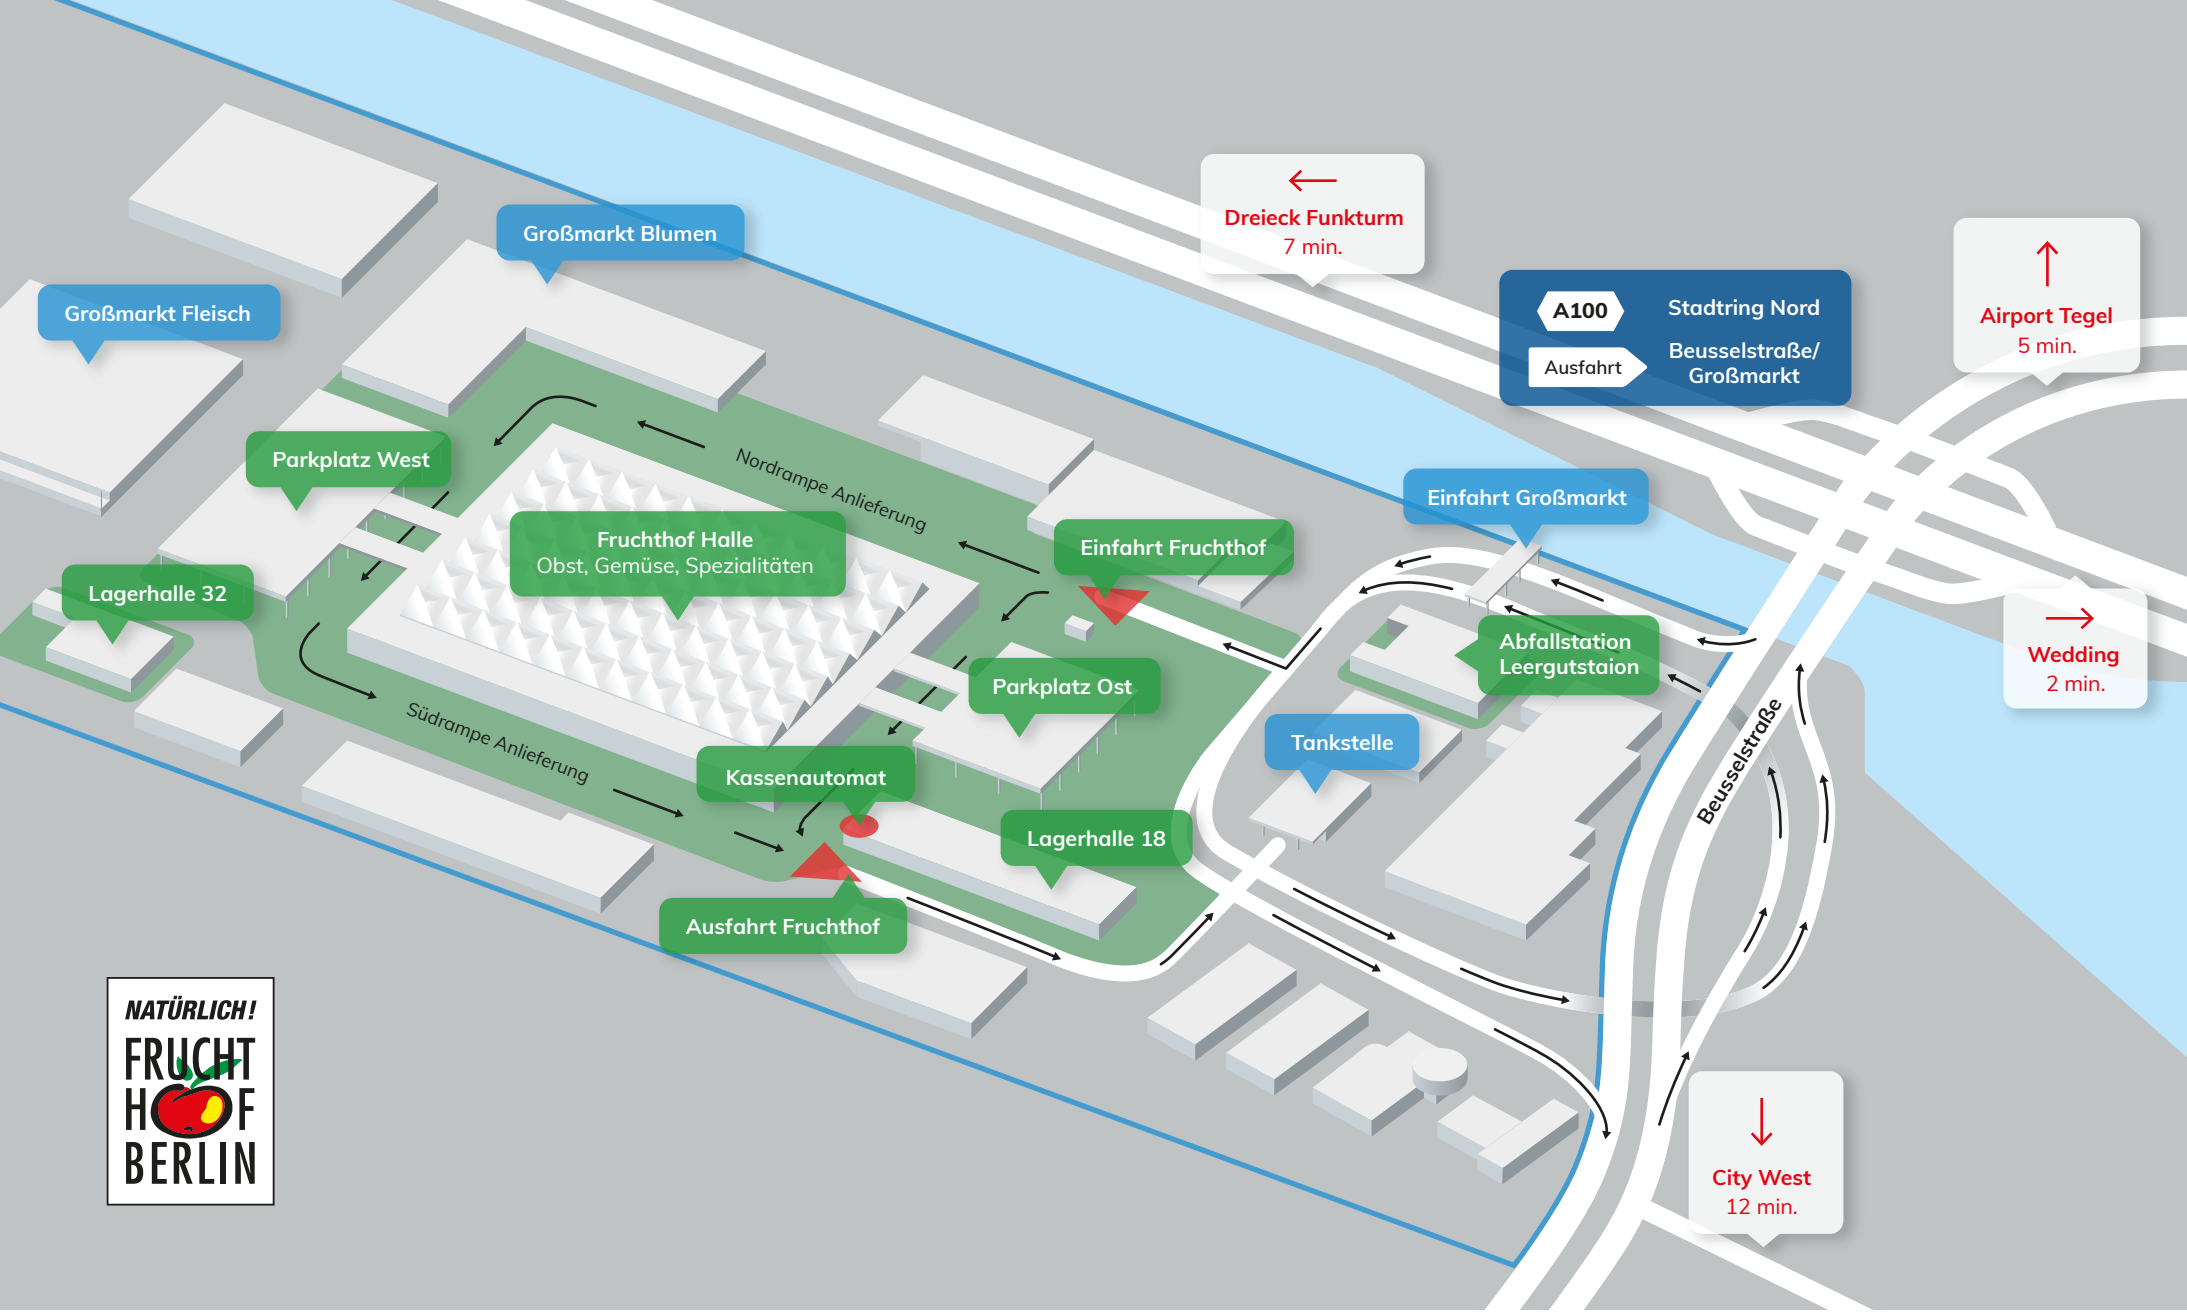 Dreieck Funkturm
7 min.
Großmarkt Blumen
Airport Tegel
5 min.
A100
Stadtring Nord
Ausfahrt
Beusselstraße/
Großmarkt
Großmarkt Fleisch
Parkplatz West
Nordrampe Anlieferung
Einfahrt Großmarkt
Fruchthof Halle
Obst, Gemüse, Spezialitäten
Einfahrt Fruchthof
Lagerhalle 32
Abfallstation
Leergutstaion
Wedding
2 min.
Parkplatz Ost
Südrampe Anlieferung
Tankstelle
Beusselstraße
Kassenautomat
Lagerhalle 18
Ausfahrt Fruchthof
NATÜRLICH!
FRUCHT
HOF
BERLIN
City West
12 min.